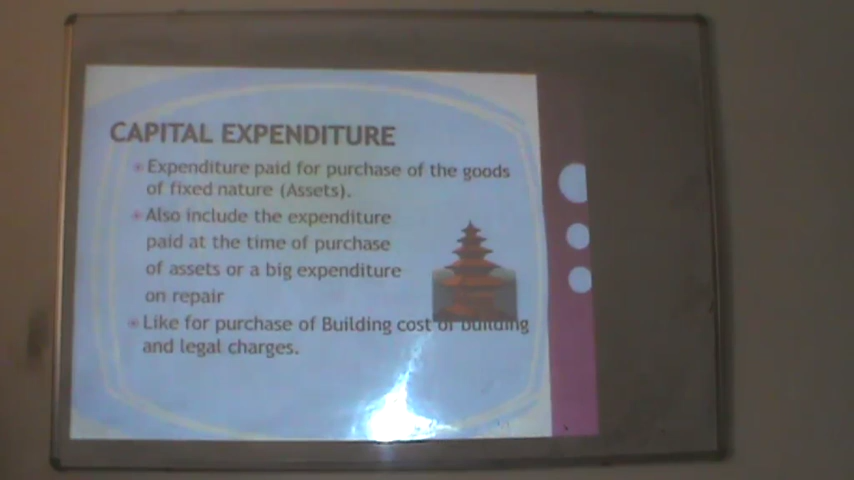 CAPITAL EXPENDITURE
Expenditure paid for purchase of the goods
of fixed nature (Assets).
Also include the expenditure
paid at the time of purchase
of assets or a big expenditure
on repair
Like for purchase of Building cost of building
and legal charges.